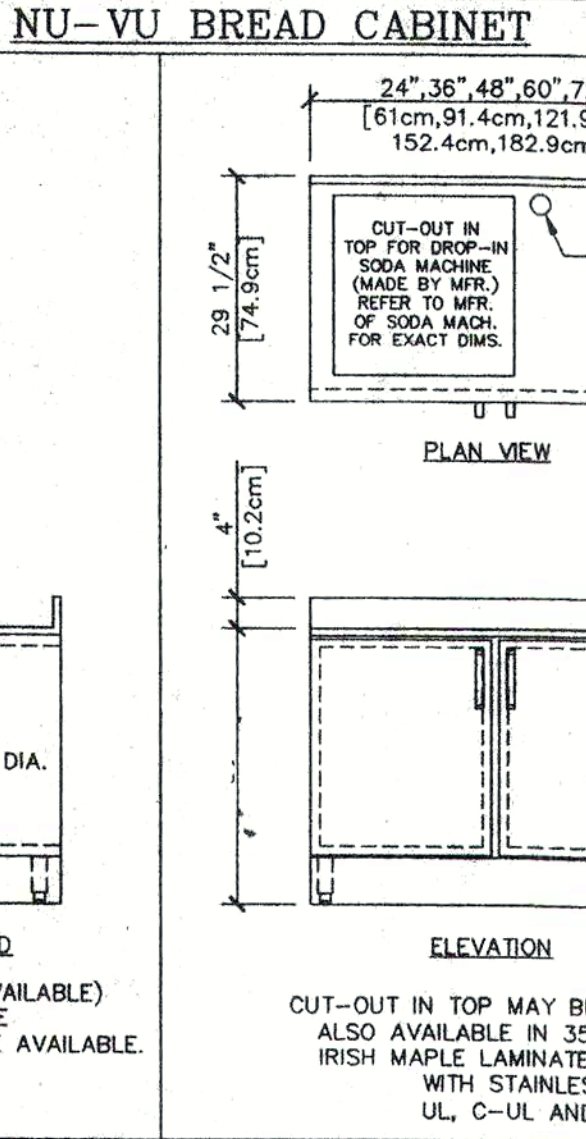 NU-VU BREAD CABINET
24",36",48",60",7
[61cm,91.4cm,121.9
152.4cm,182.9cm
29 1/2"
[74.9cm]
CUT-OUT IN
TOP FOR DROP-IN
SODA MACHINE
(MADE BY MFR.)
REFER TO MFR.
OF SODA MACH.
FOR EXACT DIMS.
PLAN VIEW
4"
[10.2cm]
DIA.
ELEVATION
AILABLE)
AVAILABLE.
CUT-OUT IN TOP MAY B
ALSO AVAILABLE IN 35
IRISH MAPLE LAMINATE
WITH STAINLES
UL, C-UL AND